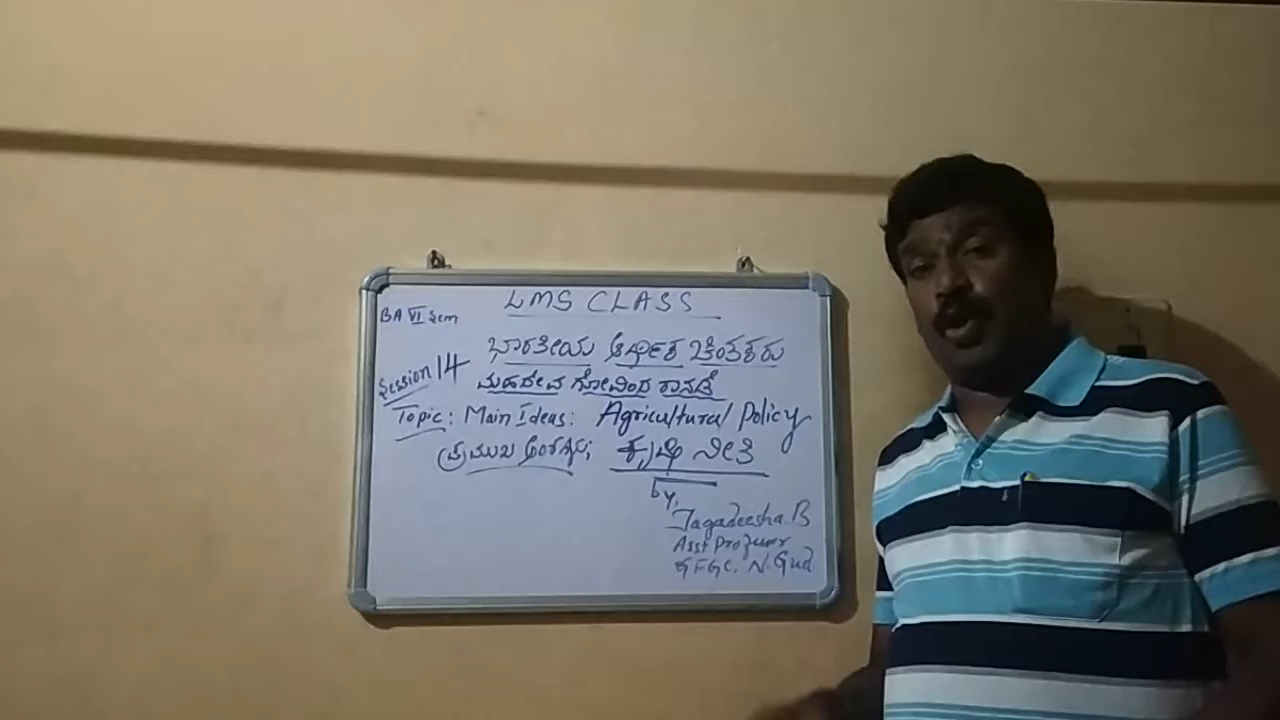 LMS CLASS
BA VI Sem
ಭಾರತೀಯ ಆರ್ಥಿಕ ಚಿಂತಕರು
Session 14
ಮಹದೇವ ಗೋವಿಂದ ರಾನಡೆ
Topic: Main Ideas: Agricultural Policy
ಪ್ರಮುಖ ಅಂಶಗಳು: ಕೃಷಿ ನೀತಿ
by,
Jagadeesha. B
Asst Professor
GFGC. N. Gud